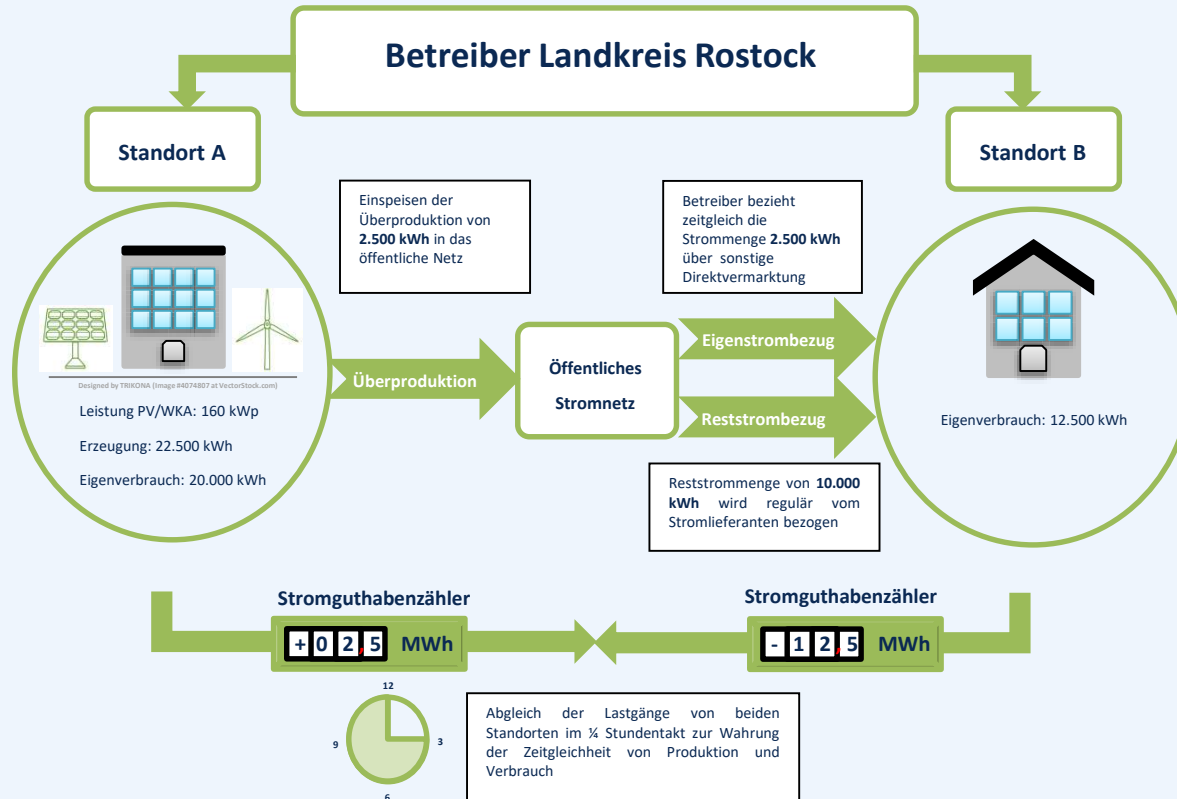 Betreiber Landkreis Rostock
Standort A
Standort B
Einspeisen der
Überproduktion von
2.500 kWh in das
öffentliche Netz
Betreiber bezieht
zeitgleich die
Strommenge 2.500 kWh
über sonstige
Direktvermarktung
Designed by TRIKONA (Image #4074807 at VectorStock.com)
Leistung PV/WKA: 160 kWp
Erzeugung: 22.500 kWh
Eigenverbrauch: 20.000 kWh
Überproduktion
Öffentliches
Stromnetz
Eigenstrombezug
Reststrombezug
Eigenverbrauch: 12.500 kWh
Reststrommenge von 10.000
kWh wird regulär vom
Stromlieferanten bezogen
Stromguthabenzähler
+02,5 MWh
Stromguthabenzähler
-12,5 MWh
12
9
3
6
Abgleich der Lastgänge von beiden
Standorten im ¼ Stundentakt zur Wahrung
der Zeitgleichheit von Produktion und
Verbrauch